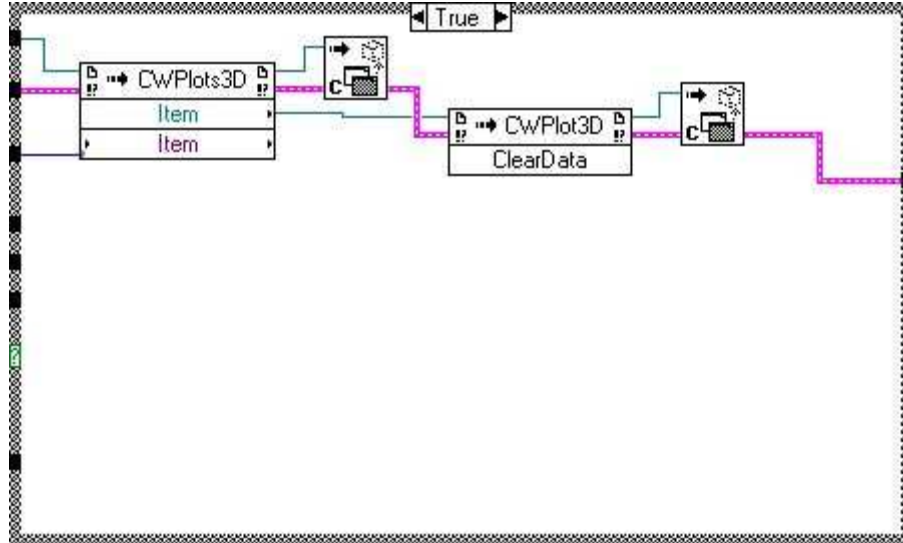 True
CWPlots3D
Item
Item
C
CWPlot3D
ClearData
C
?